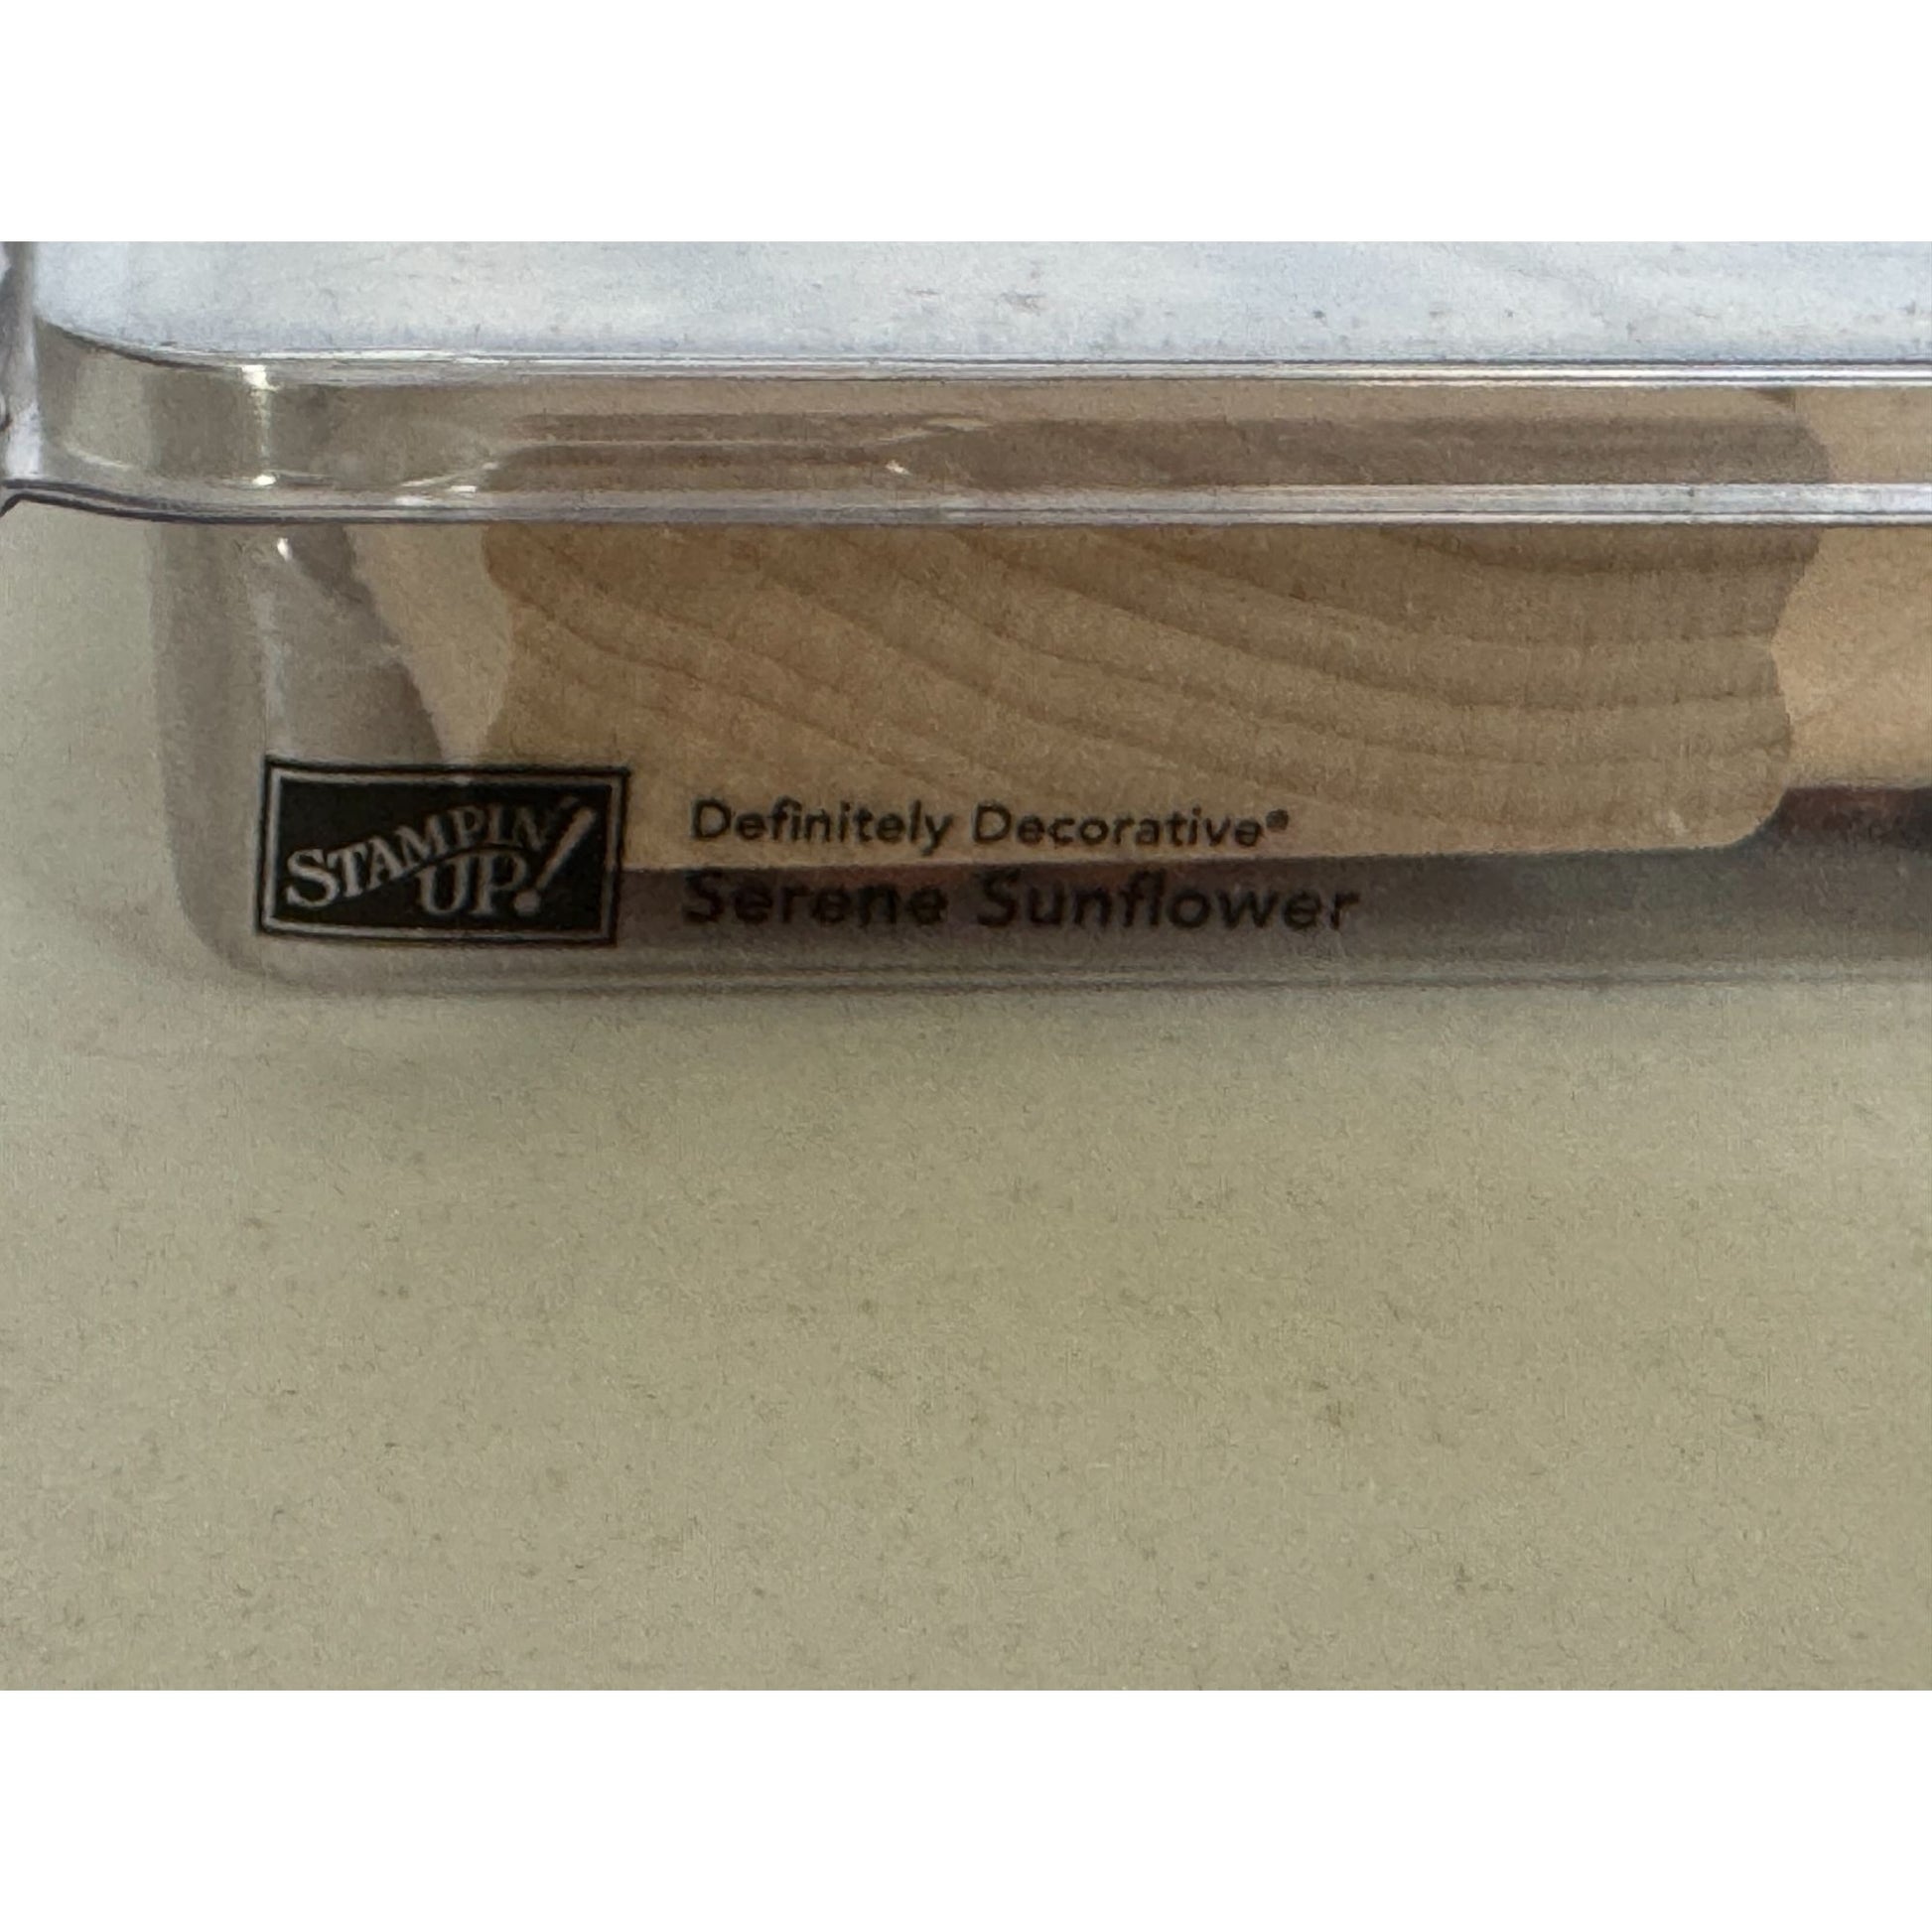 STAMPIN'
UP!
Definitely Decorative®
Serene Sunflower